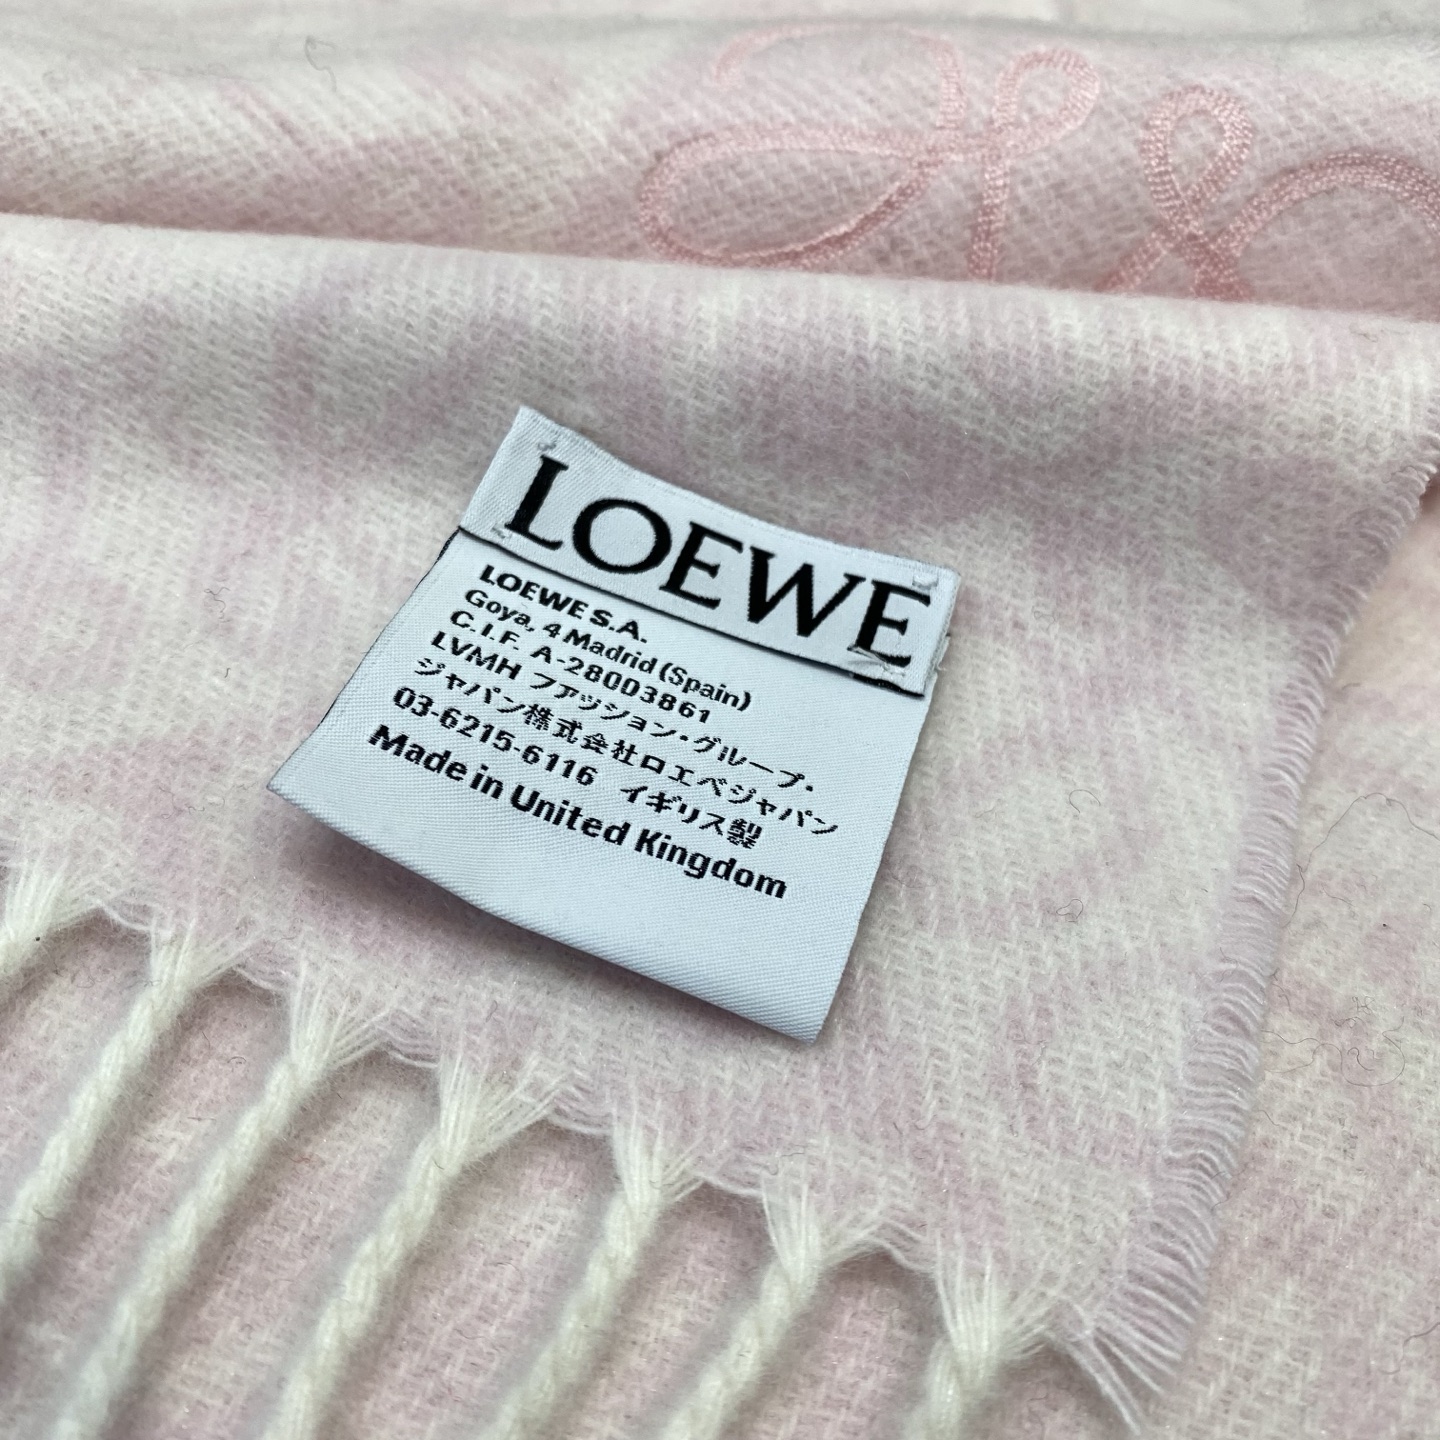 LOEWE
LOEWE S.A.
Goya, 4 Madrid (Spain)
C.I.F. A-28003861
LVMH ファッション・グループ・
ジャパン株式会社ロエベジャパン
03-6215-6116 イギリス製
Made in United Kingdom